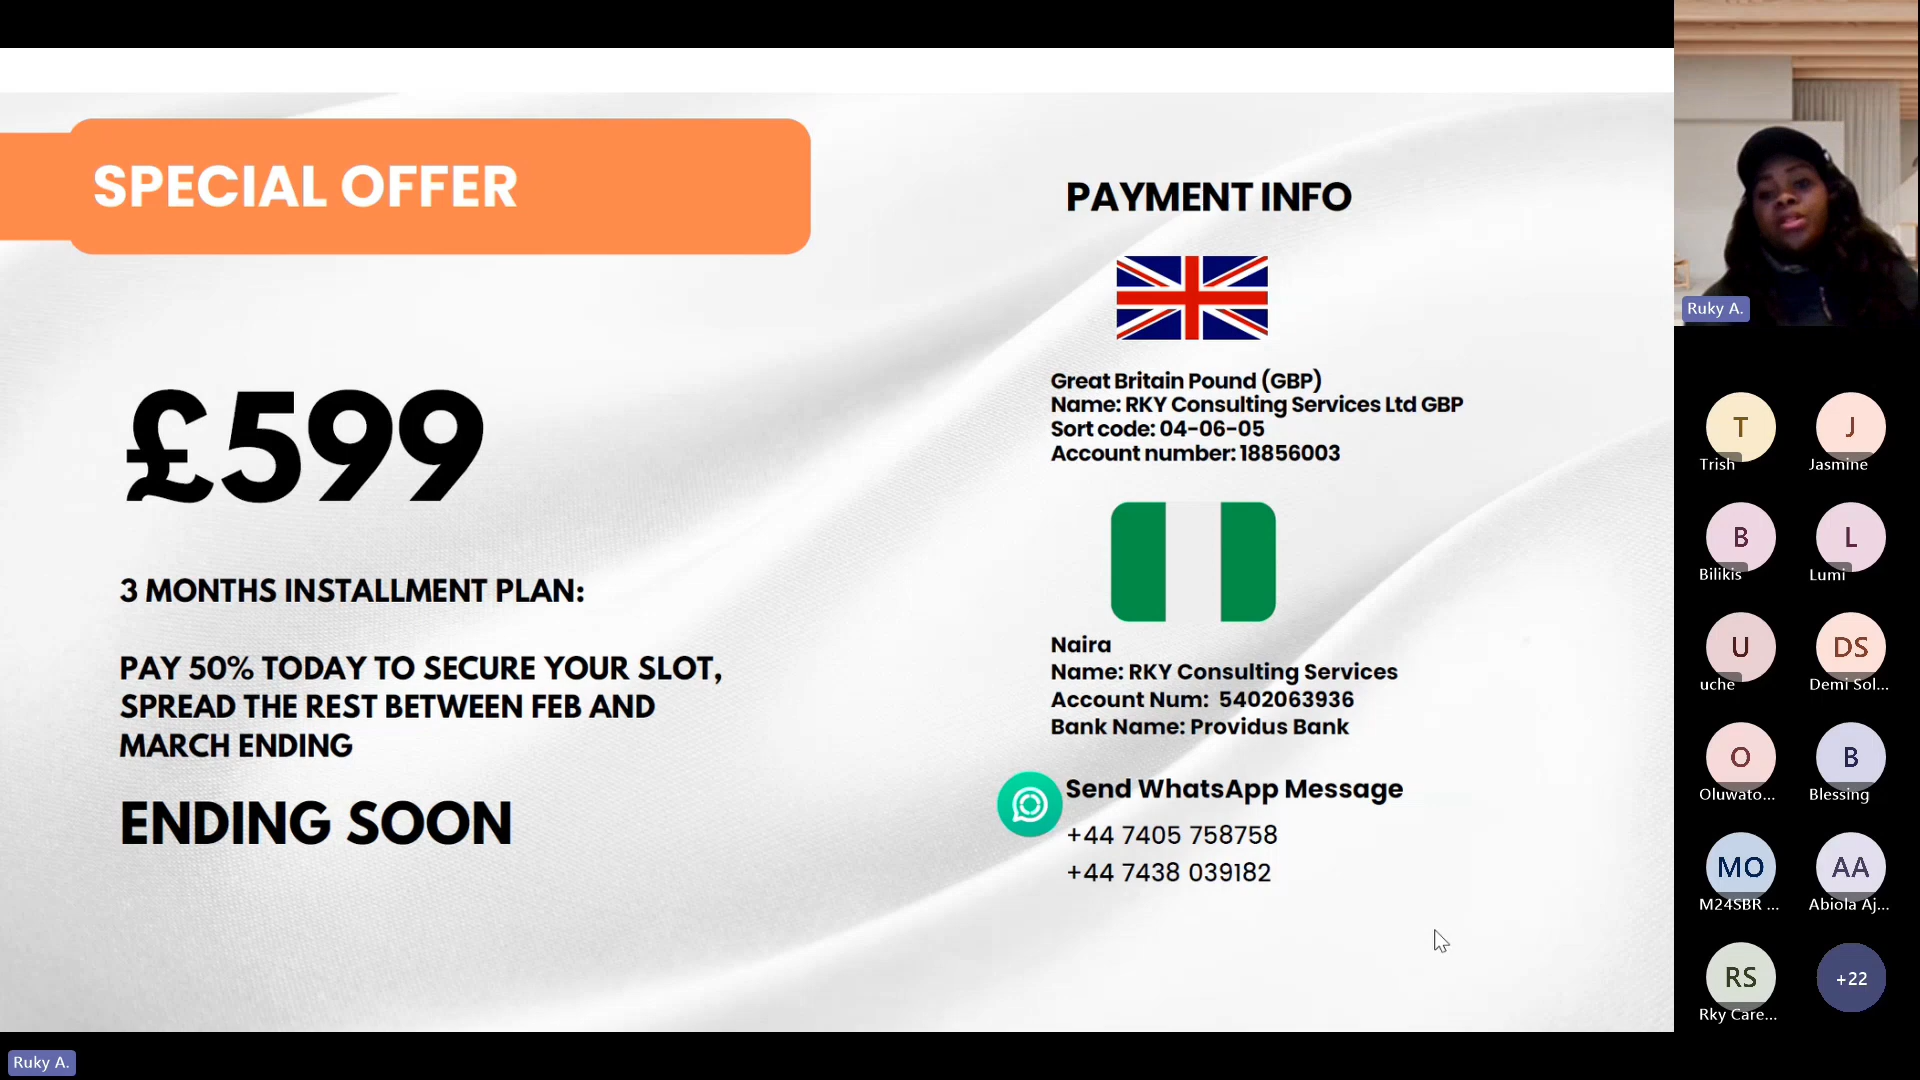 SPECIAL OFFER
£599
3 MONTHS INSTALLMENT PLAN:
PAY 50% TODAY TO SECURE YOUR SLOT,
SPREAD THE REST BETWEEN FEB AND
MARCH ENDING
ENDING SOON
PAYMENT INFO
Great Britain Pound (GBP)
Name: RKY Consulting Services Ltd GBP
Sort code: 04-06-05
Account number: 18856003
Naira
Name: RKY Consulting Services
Account Num: 5402063936
Bank Name: Providus Bank
Send WhatsApp Message
+44 7405 758758
+44 7438 039182
Ruky A.
T
Trish
J
Jasmine
B
Bilikis
L
Lumi
U
uche
DS
Demi Sol...
O
Oluwato...
B
Blessing
MO
M24SBR ...
AA
Abiola Aj...
RS
Rky Care...
+22
Ruky A.